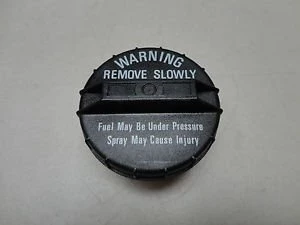 WARNING
REMOVE SLOWLY
Fuel May Be Under Pressure
Spray May Cause Injury